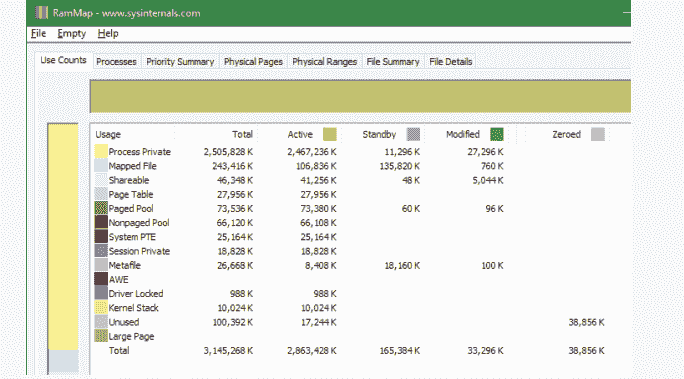 RamMap - www.sysinternals.com
File Empty Help
Use Counts Processes Priority Summary Physical Pages Physical Ranges File Summary File Details
Usage Total Active Standby Modified Zeroed
Process Private 2,505,828 K 2,467,236 K 11,296 K 27,296 K
Mapped File 243,416 K 106,836 K 135,820 K 760 K
Shareable 46,348 K 41,256 K 48 K 5,044 K
Page Table 27,956 K 27,956 K
Paged Pool 73,536 K 73,380 K 60 K 96 K
Nonpaged Pool 66,120 K 66,108 K
System PTE 25,164 K 25,164 K
Session Private 18,828 K 18,828 K
Metafile 26,668 K 8,408 K 18,160 K 100 K
AWE
Driver Locked 988 K 988 K
Kernel Stack 10,024 K 10,024 K
Unused 100,392 K 17,244 K 38,856 K
Large Page
Total 3,145,268 K 2,863,428 K 165,384 K 33,296 K 38,856 K